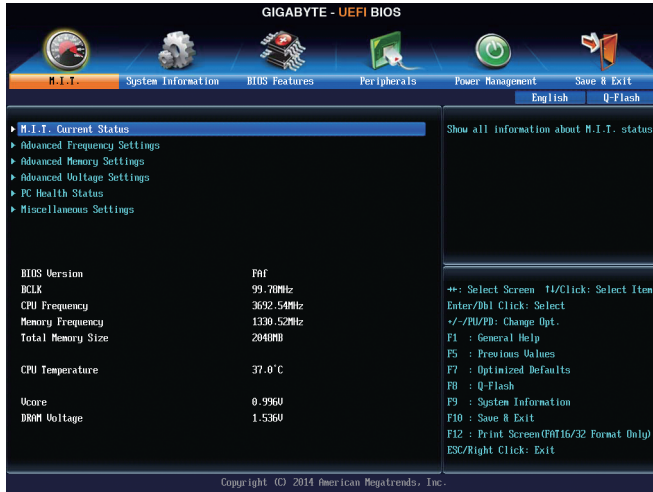 GIGABYTE - UEFI BIOS
M.I.T. System Information BIOS Features Peripherals Power Management Save & Exit
English Q-Flash
M.I.T. Current Status
Advanced Frequency Settings
Advanced Memory Settings
Advanced Voltage Settings
PC Health Status
Miscellaneous Settings
Show all information about M.I.T. status
BIOS Version FAf
BCLK 99.78MHz
CPU Frequency 3692.54MHz
Memory Frequency 1330.52MHz
Total Memory Size 2048MB
CPU Temperature 37.0°C
Vcore 0.996V
DRAM Voltage 1.536V
→←: Select Screen ↑↓/Click: Select Item
Enter/Dbl Click: Select
+/-/PU/PD: Change Opt.
F1 : General Help
F5 : Previous Values
F7 : Optimized Defaults
F8 : Q-Flash
F9 : System Information
F10 : Save & Exit
F12 : Print Screen(FAT16/32 Format Only)
ESC/Right Click: Exit
Copyright (C) 2014 American Megatrends, Inc.